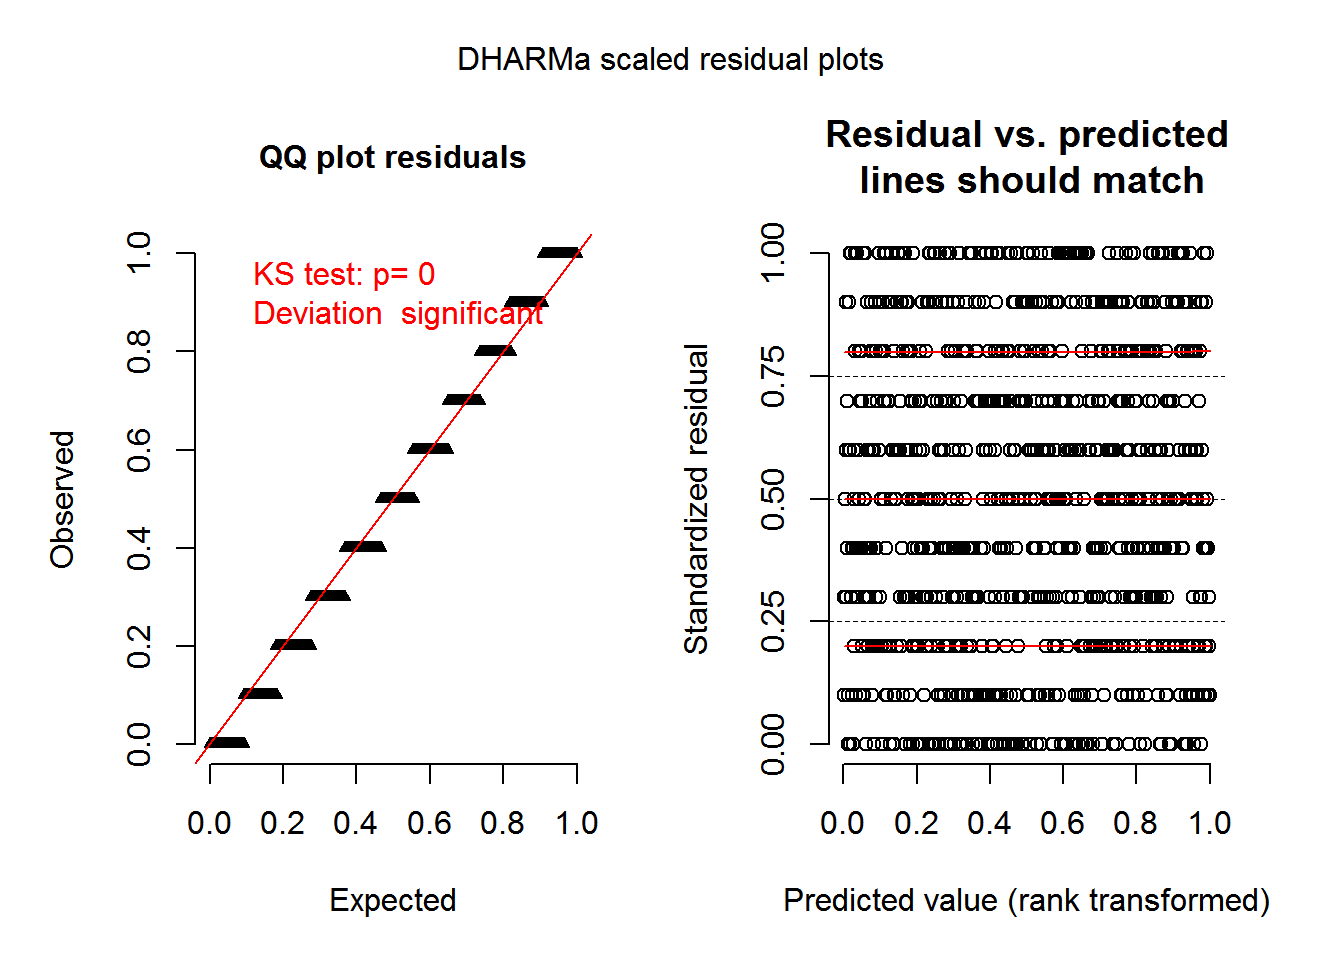 DHARMa scaled residual plots
QQ plot residuals
KS test: p= 0
Deviation  significant
Observed
0.0 0.2 0.4 0.6 0.8 1.0
0.0 0.2 0.4 0.6 0.8 1.0
Expected
Residual vs. predicted
lines should match
Standardized residual
0.00 0.25 0.50 0.75 1.00
0.0 0.2 0.4 0.6 0.8 1.0
Predicted value (rank transformed)